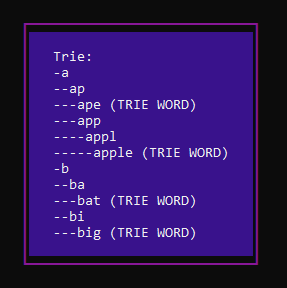 Trie:
-a
--ap
---ape (TRIE WORD)
---app
----appl
-----apple (TRIE WORD)
-b
--ba
---bat (TRIE WORD)
--bi
---big (TRIE WORD)